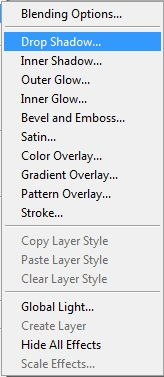 Blending Options...
Drop Shadow...
Inner Shadow...
Outer Glow...
Inner Glow...
Bevel and Emboss...
Satin...
Color Overlay...
Gradient Overlay...
Pattern Overlay...
Stroke...
Copy Layer Style
Paste Layer Style
Clear Layer Style
Global Light...
Create Layer
Hide All Effects
Scale Effects...